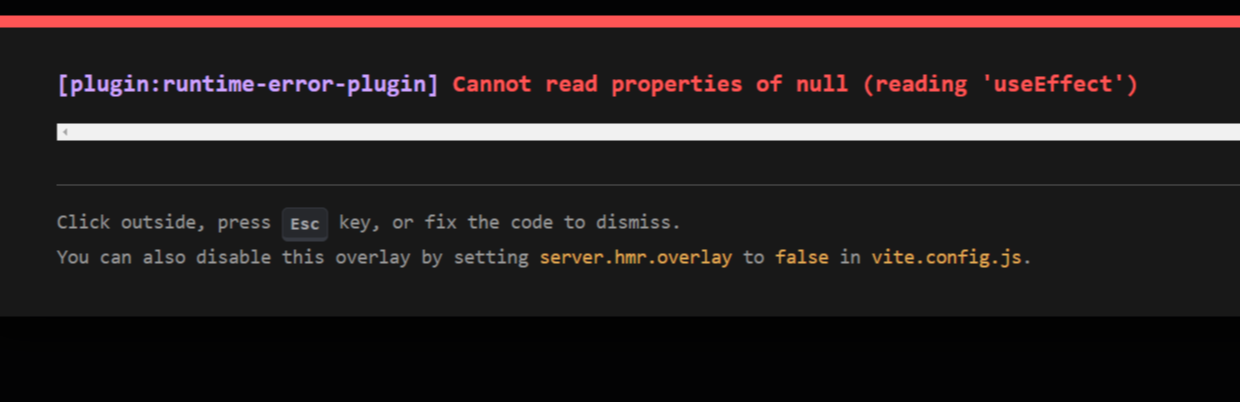 [plugin:runtime-error-plugin] Cannot read properties of null (reading 'useEffect')
Click outside, press Esc key, or fix the code to dismiss.
You can also disable this overlay by setting server.hmr.overlay to false in vite.config.js.